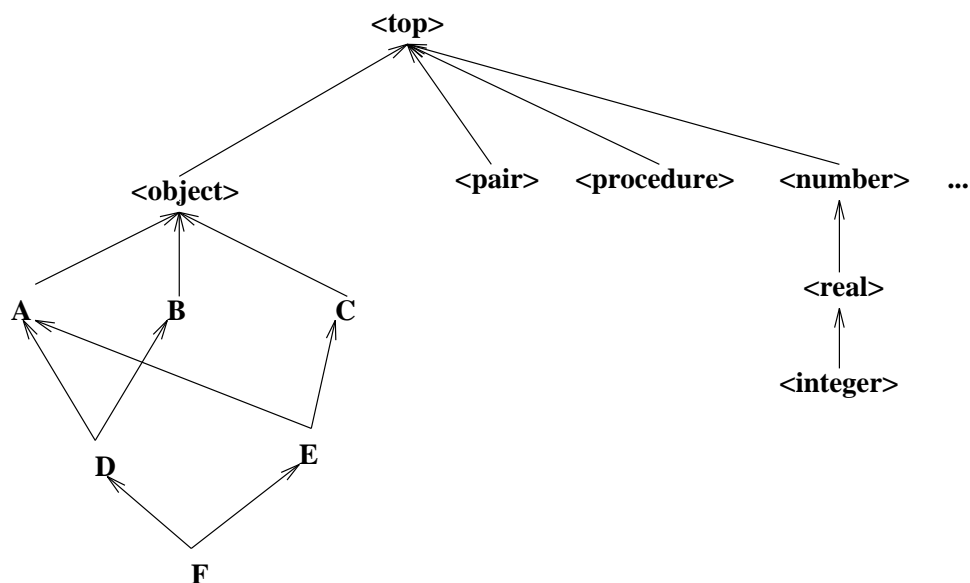 <top>
<object> <pair> <procedure> <number> ...
A B C <real>
<integer>
D E
F